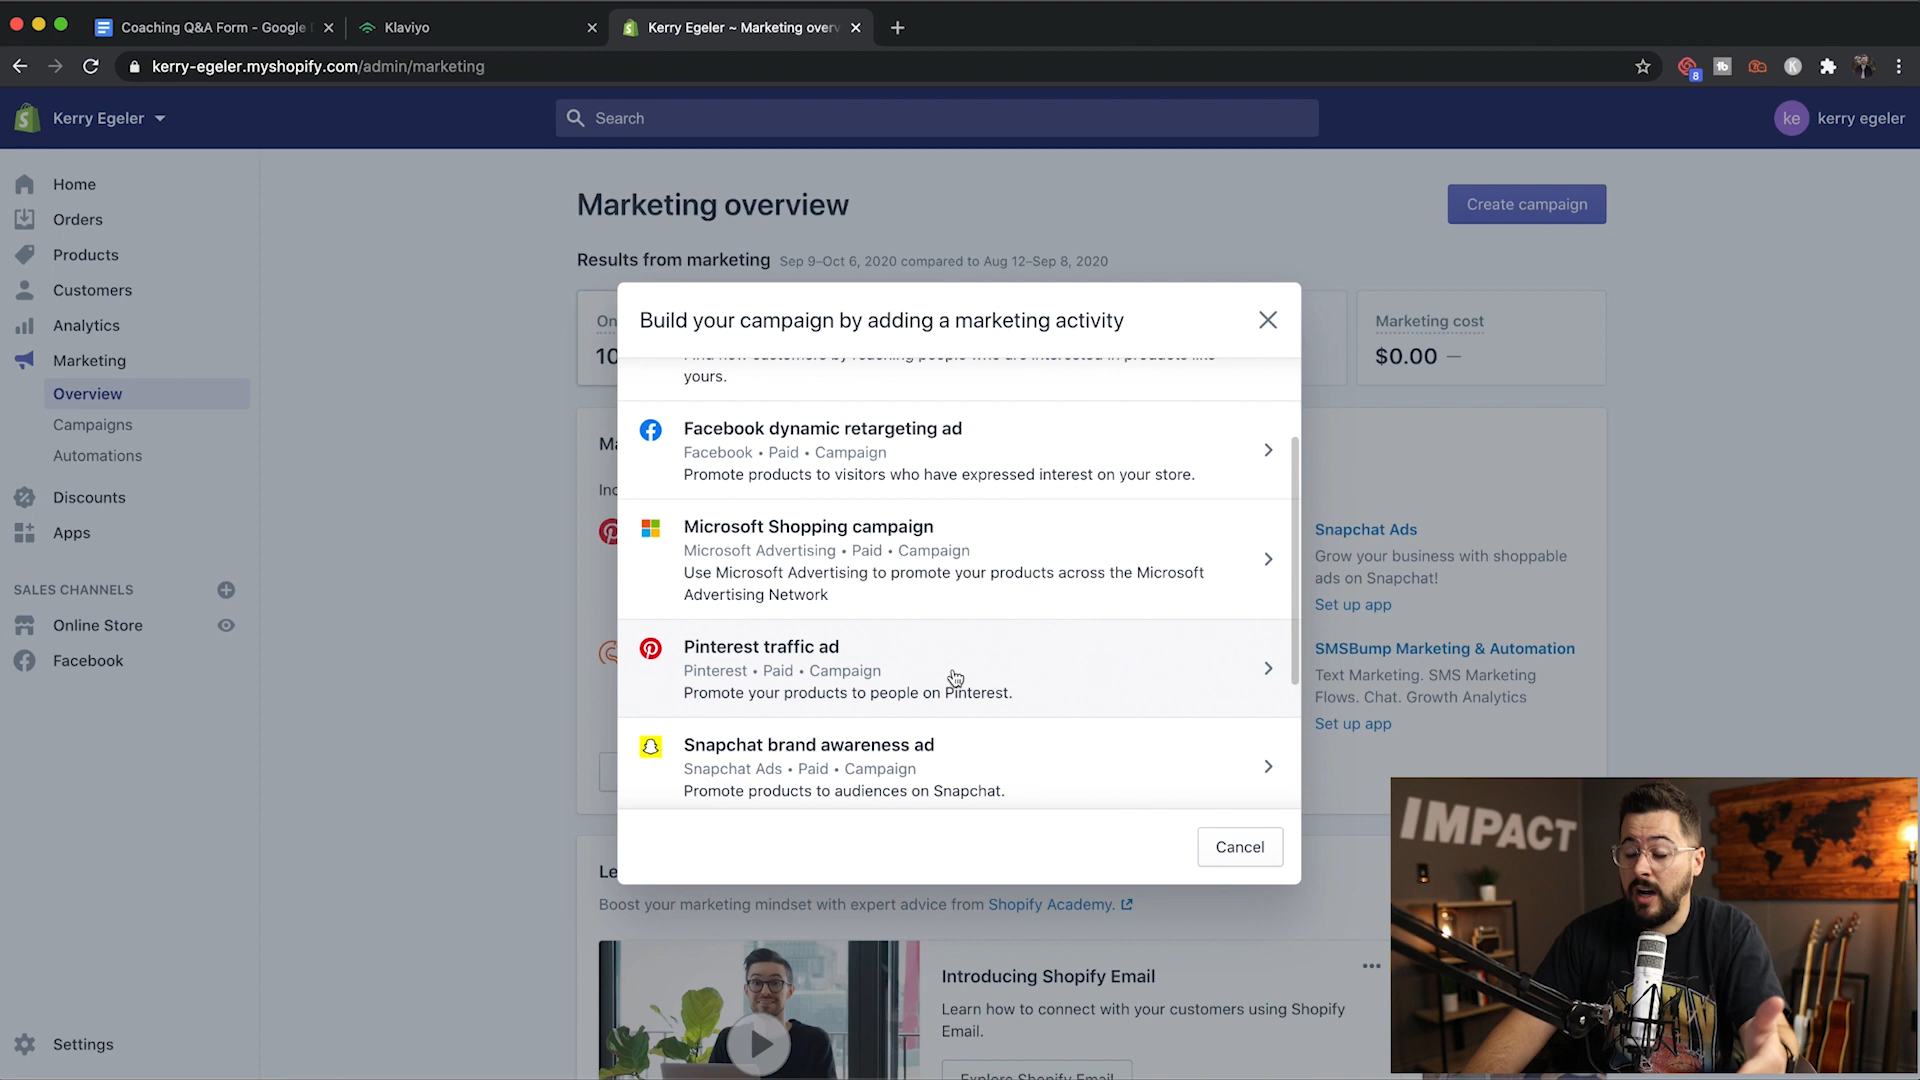 Coaching Q&A Form - Google
Klaviyo
Kerry Egeler ~ Marketing over
kerry-egeler.myshopify.com/admin/marketing
8
Kerry Egeler
Search
ke
kerry egeler
Home
Orders
Products
Customers
Analytics
Marketing
Overview
Campaigns
Automations
Discounts
Apps
SALES CHANNELS
Online Store
Facebook
Settings
Marketing overview
Create campaign
Results from marketing Sep 9–Oct 6, 2020 compared to Aug 12–Sep 8, 2020
On
10
Marketing cost
$0.00 —
Build your campaign by adding a marketing activity
Find new customers by reaching people who are interested in products like
yours.
Facebook dynamic retargeting ad
Facebook • Paid • Campaign
Promote products to visitors who have expressed interest on your store.
Microsoft Shopping campaign
Microsoft Advertising • Paid • Campaign
Use Microsoft Advertising to promote your products across the Microsoft
Advertising Network
Pinterest traffic ad
Pinterest • Paid • Campaign
Promote your products to people on Pinterest.
Snapchat brand awareness ad
Snapchat Ads • Paid • Campaign
Promote products to audiences on Snapchat.
Cancel
Ma
Inc
Snapchat Ads
Grow your business with shoppable
ads on Snapchat!
Set up app
SMSBump Marketing & Automation
Text Marketing. SMS Marketing
Flows. Chat. Growth Analytics
Set up app
Le
Boost your marketing mindset with expert advice from Shopify Academy.
Introducing Shopify Email
Learn how to connect with your customers using Shopify
Email.
Explore Shopify Email
IMPACT